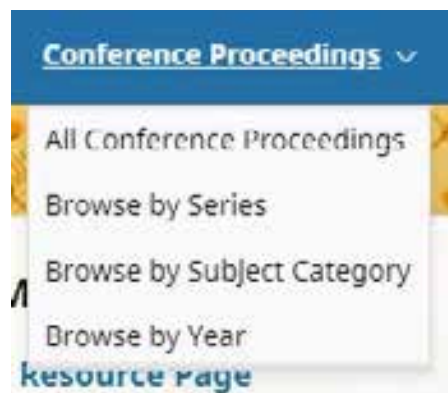 Conference Proceedings
All Conference Proceedings
Browse by Series
Browse by Subject Category
Browse by Year
Resource Page